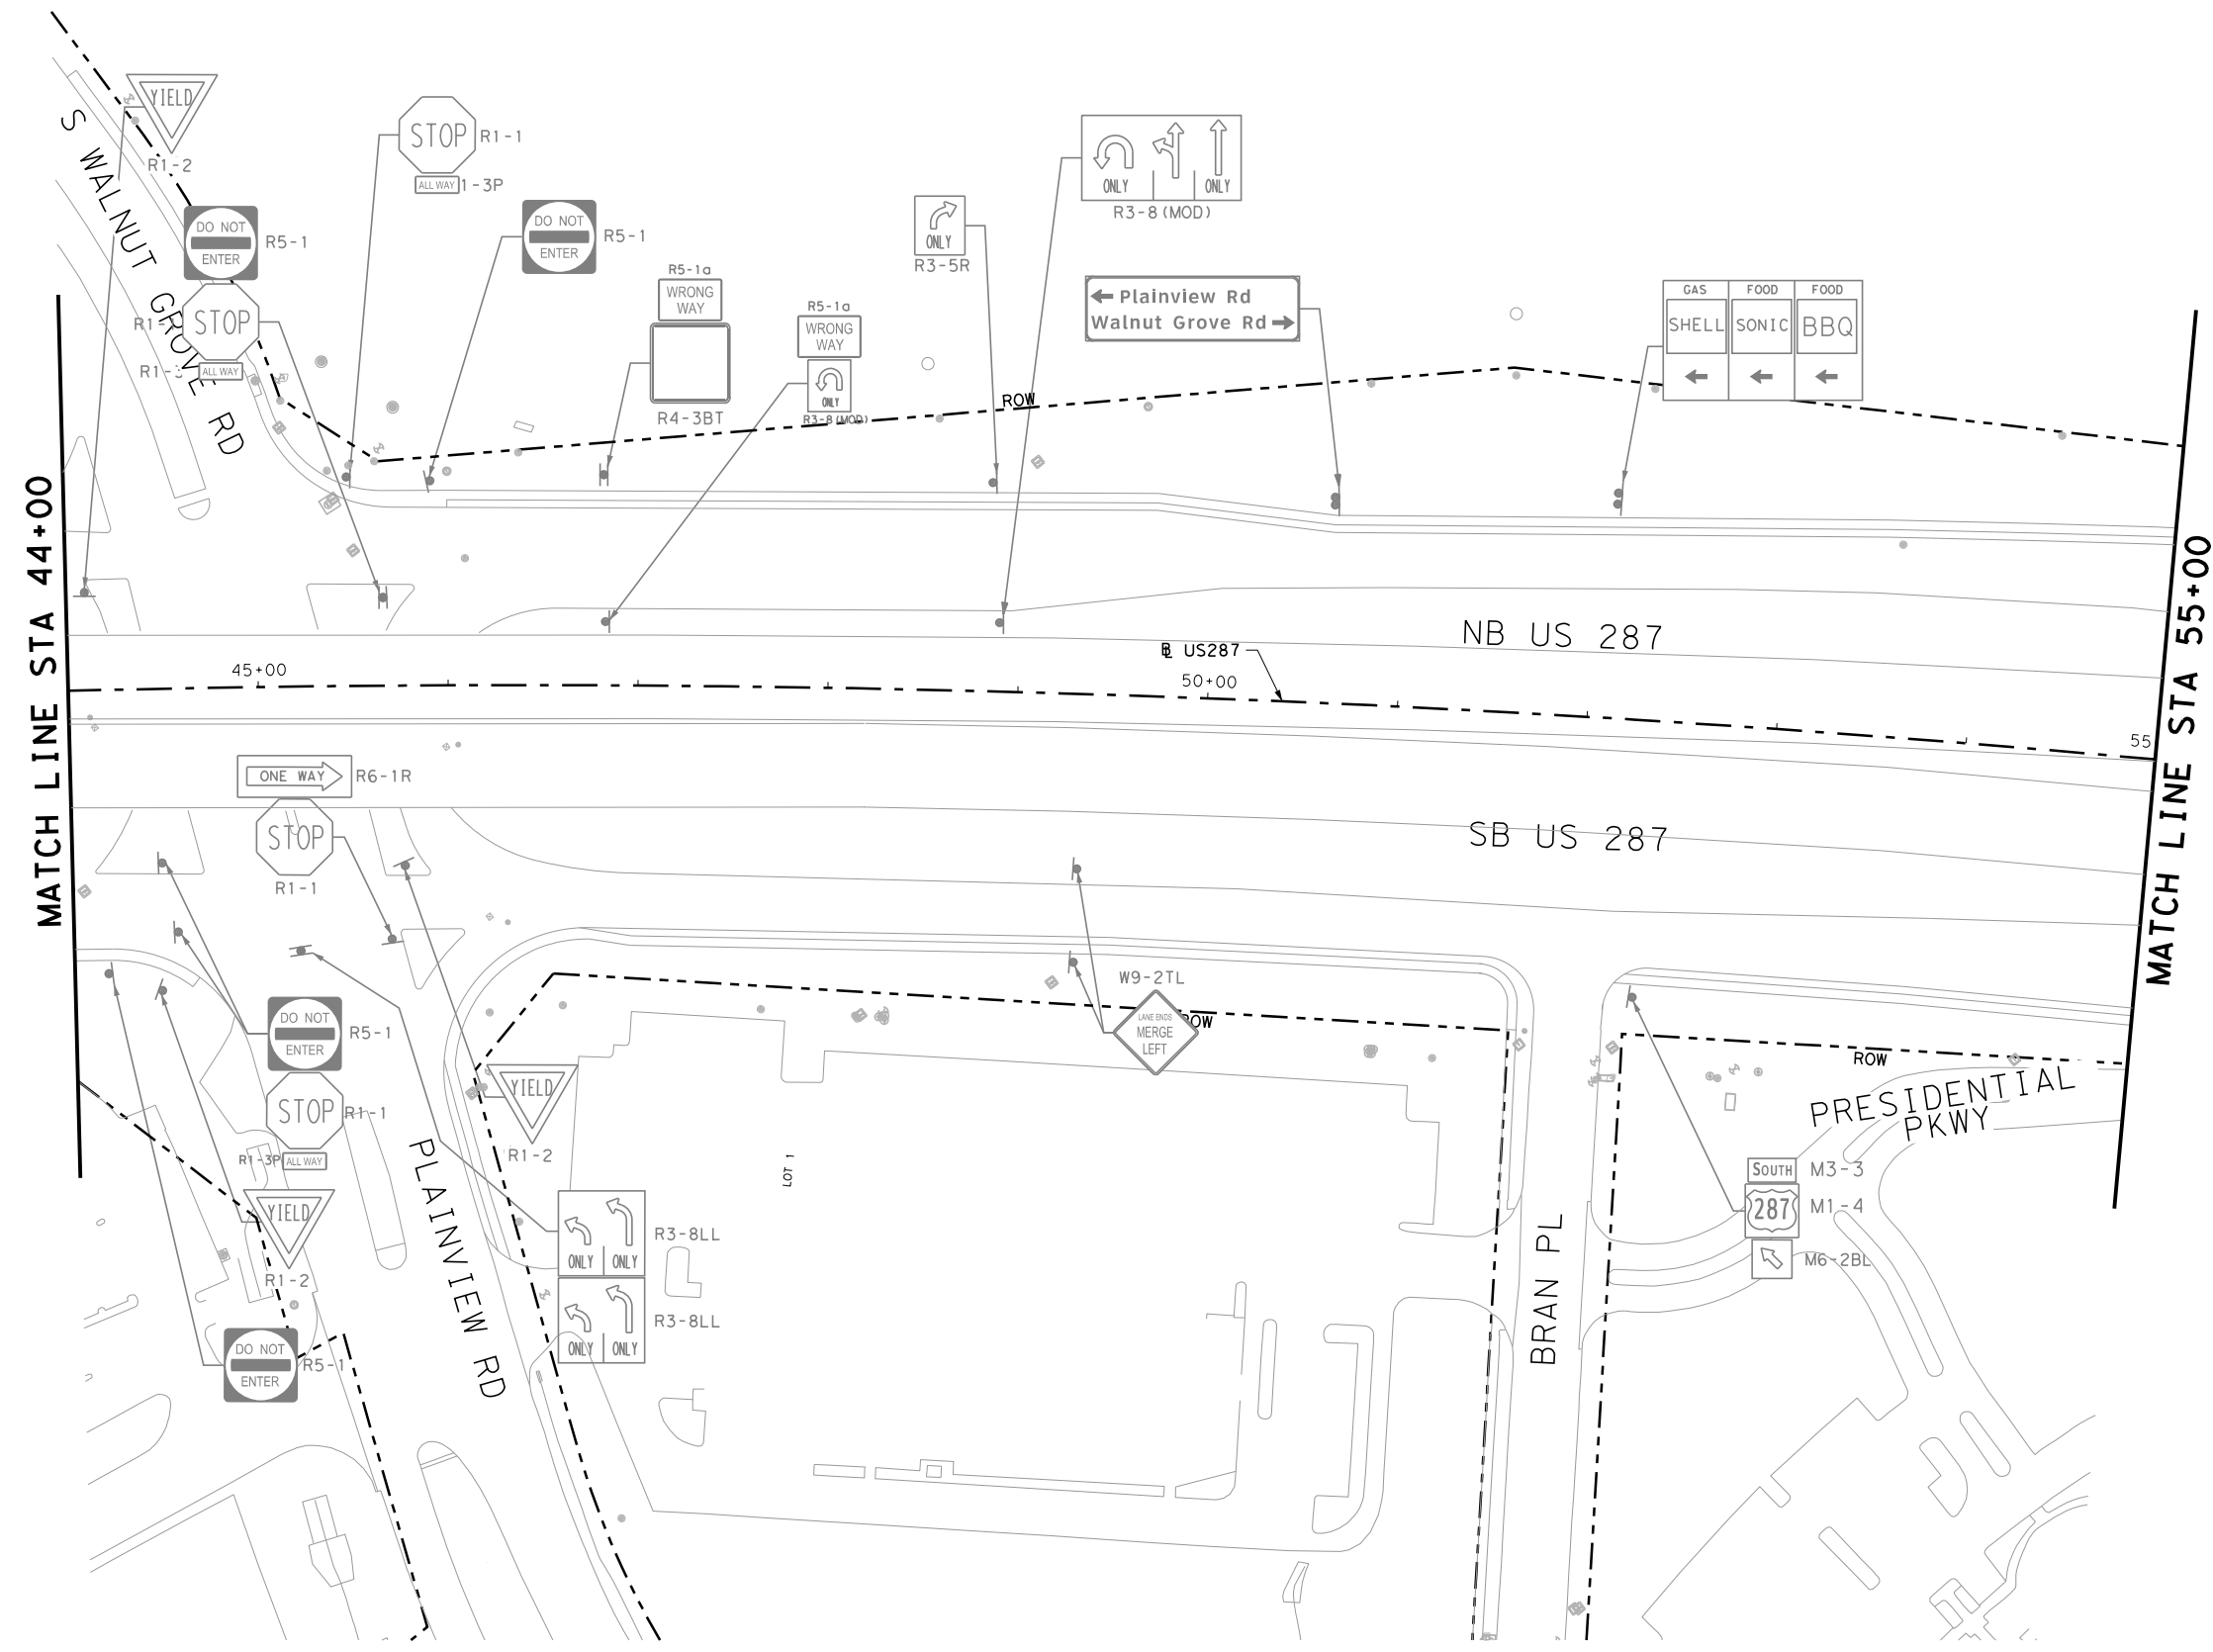 YIELD
R1-2
S WALNUT GROVE RD
STOP
R1-1
ALL WAY
1-3P
DO NOT
ENTER
R5-1
DO NOT
ENTER
R5-1
STOP
R1-
ALL WAY
R1-3
R5-1a
WRONG
WAY
R4-3BT
R5-1a
WRONG
WAY
ONLY
R3-8(MOD)
ONLY
R3-5R
ONLY
ONLY
R3-8(MOD)
← Plainview Rd
Walnut Grove Rd →
GAS
FOOD
FOOD
SHELL
SONIC
BBQ
ROW
MATCH LINE STA 44+00
MATCH LINE STA 55+00
NB US 287
45+00
US287
50+00
55
ONE WAY
R6-1R
STOP
R1-1
SB US 287
W9-2TL
LANE ENDS
MERGE
LEFT
ROW
DO NOT
ENTER
R5-1
STOP
R1-1
R1-3P
ALL WAY
YIELD
R1-2
YIELD
R1-2
DO NOT
ENTER
R5-1
PLAINVIEW RD
ONLY
ONLY
R3-8LL
ONLY
ONLY
R3-8LL
LOT 1
BRAN PL
ROW
PRESIDENTIAL
PKWY
SOUTH
M3-3
287
M1-4
M6-2BL